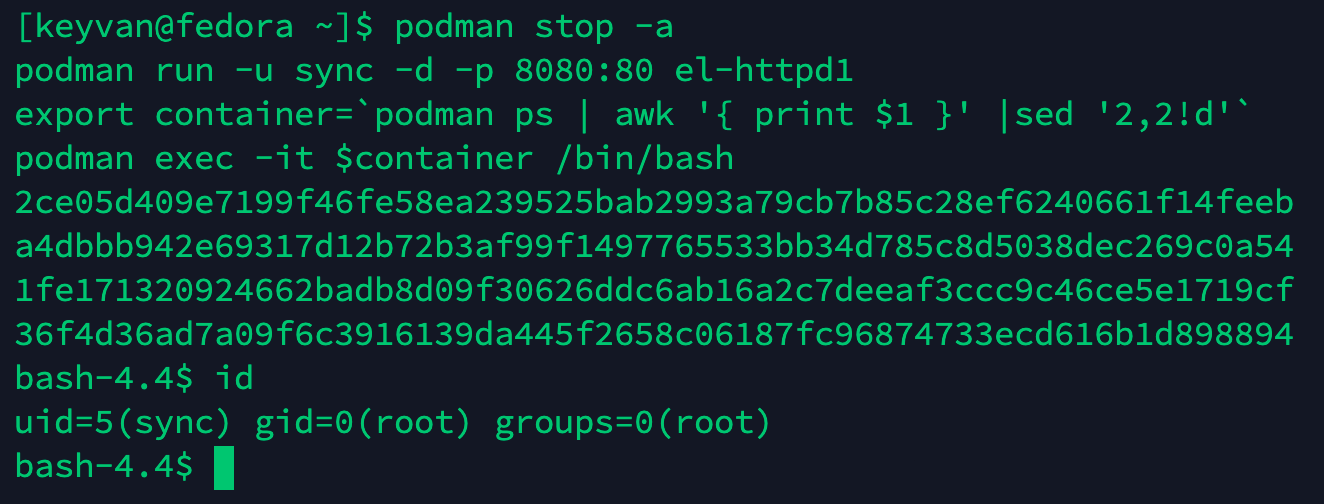 [keyvan@fedora ~]$ podman stop -a
podman run -u sync -d -p 8080:80 el-httpd1
export container=`podman ps | awk '{ print $1 }' |sed '2,2!d'`
podman exec -it $container /bin/bash
2ce05d409e7199f46fe58ea239525bab2993a79cb7b85c28ef6240661f14feeb
a4dbbb942e69317d12b72b3af99f1497765533bb34d785c8d5038dec269c0a54
1fe171320924662badb8d09f30626ddc6ab16a2c7deeaf3ccc9c46ce5e1719cf
36f4d36ad7a09f6c3916139da445f2658c06187fc96874733ecd616b1d898894
bash-4.4$ id
uid=5(sync) gid=0(root) groups=0(root)
bash-4.4$